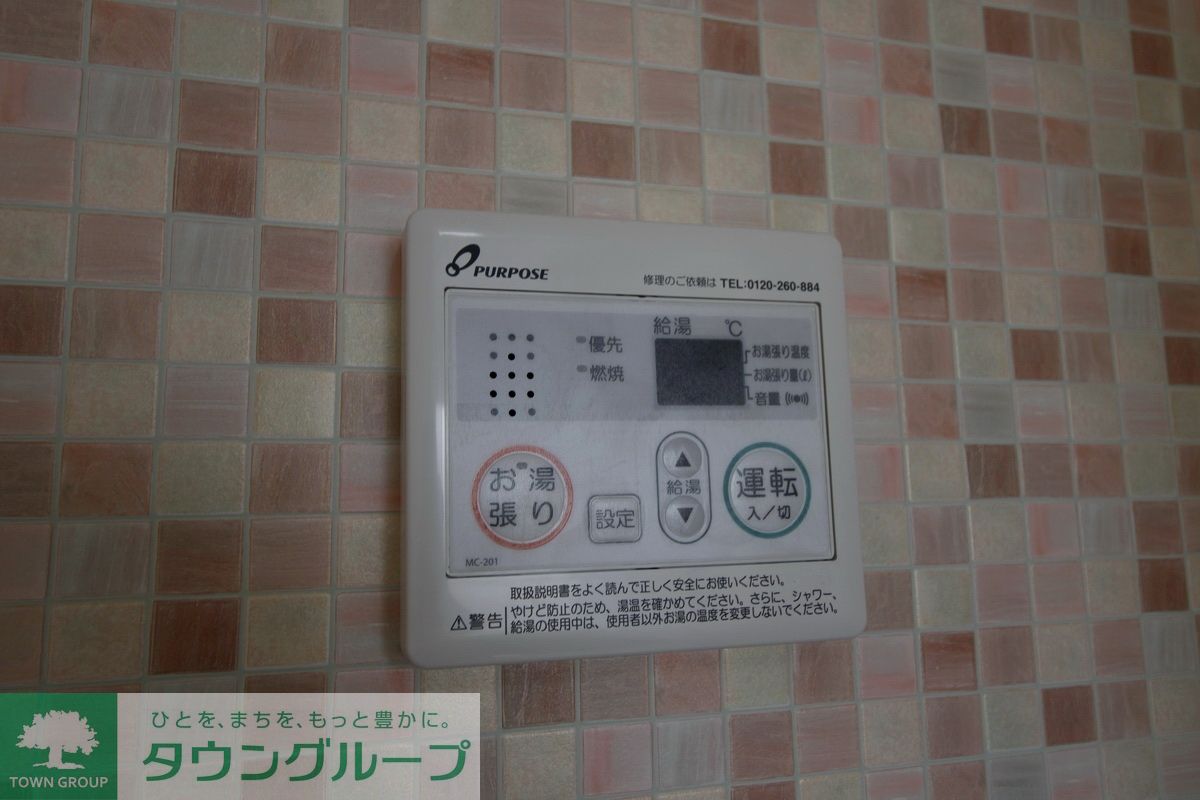 PURPOSE
修理のご依頼は TEL:0120-260-884
給湯 ℃
優先
燃焼
お湯張り温度
お湯張り量(ℓ)
音量
お湯
張り
設定
▲
給湯
▼
運転
入/切
MC-201
取扱説明書をよく読んで正しく安全にお使いください。
⚠警告
やけど防止のため、湯温を確かめてください。さらに、シャワー、
給湯の使用中は、使用者以外お湯の温度を変更しないでください。
ひとを、まちを、もっと豊かに。
タウングループ
TOWN GROUP